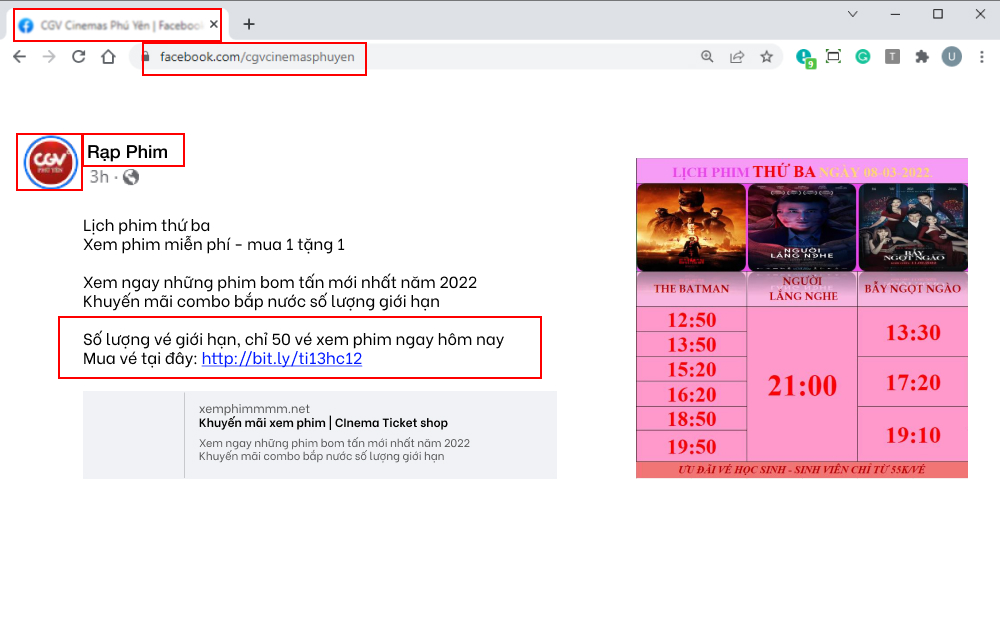 CGV Cinemas Phú Yên | Facebook
facebook.com/cgvcinemasphuyen
9
T
U
CGV
PHÚ YÊN
Rạp Phim
3h ·
Lịch phim thứ ba
Xem phim miễn phí - mua 1 tặng 1
Xem ngay những phim bom tấn mới nhất năm 2022
Khuyến mãi combo bắp nước số lượng giới hạn
Số lượng vé giới hạn, chỉ 50 vé xem phim ngay hôm nay
Mua vé tại đây: http://bit.ly/ti13hc12
xemphimmmm.net
Khuyến mãi xem phim | CInema Ticket shop
Xem ngay những phim bom tấn mới nhất năm 2022
Khuyến mãi combo bắp nước số lượng giới hạn
LỊCH PHIM THỨ BA NGÀY 08-03-2022
NGƯỜI
LẮNG NGHE
BẪY
NGỌT NGÀO
THE BATMAN
NGƯỜI
LẮNG NGHE
BẪY NGỌT NGÀO
12:50
13:50
15:20
16:20
18:50
19:50
21:00
13:30
17:20
19:10
ƯU ĐÃI VÉ HỌC SINH - SINH VIÊN CHỈ TỪ 55K/VÉ